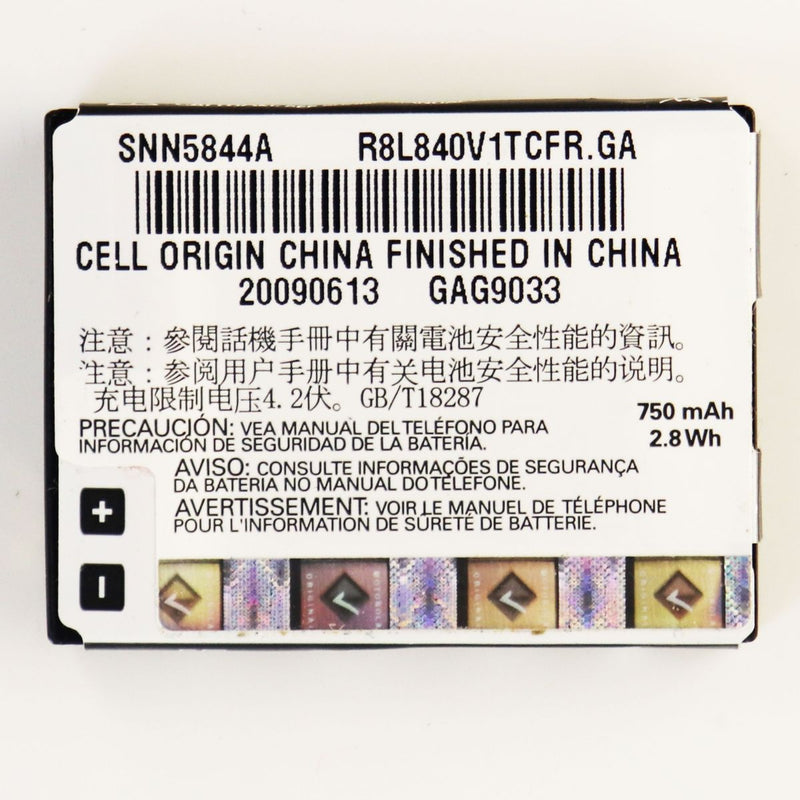 SNN5844A R8L840V1TCFR.GA
CELL ORIGIN CHINA FINISHED IN CHINA
20090613 GAG9033
注意：參閱話機手冊中有關電池安全性能的資訊。
注意：参阅用户手册中有关电池安全性能的说明。
充电限制电压4.2伏。GB/T18287
750 mAh
2.8 Wh
PRECAUCIÓN: VEA MANUAL DEL TELÉFONO PARA
INFORMACIÓN DE SEGURIDAD DE LA BATERÍA.
AVISO: CONSULTE INFORMAÇÕES DE SEGURANÇA
DA BATERIA NO MANUAL DO TELEFONE.
AVERTISSEMENT: VOIR LE MANUEL DE TÉLÉPHONE
POUR L'INFORMATION DE SÛRETÉ DE BATTERIE.
+
-
ORIGINAL MOTOROLA